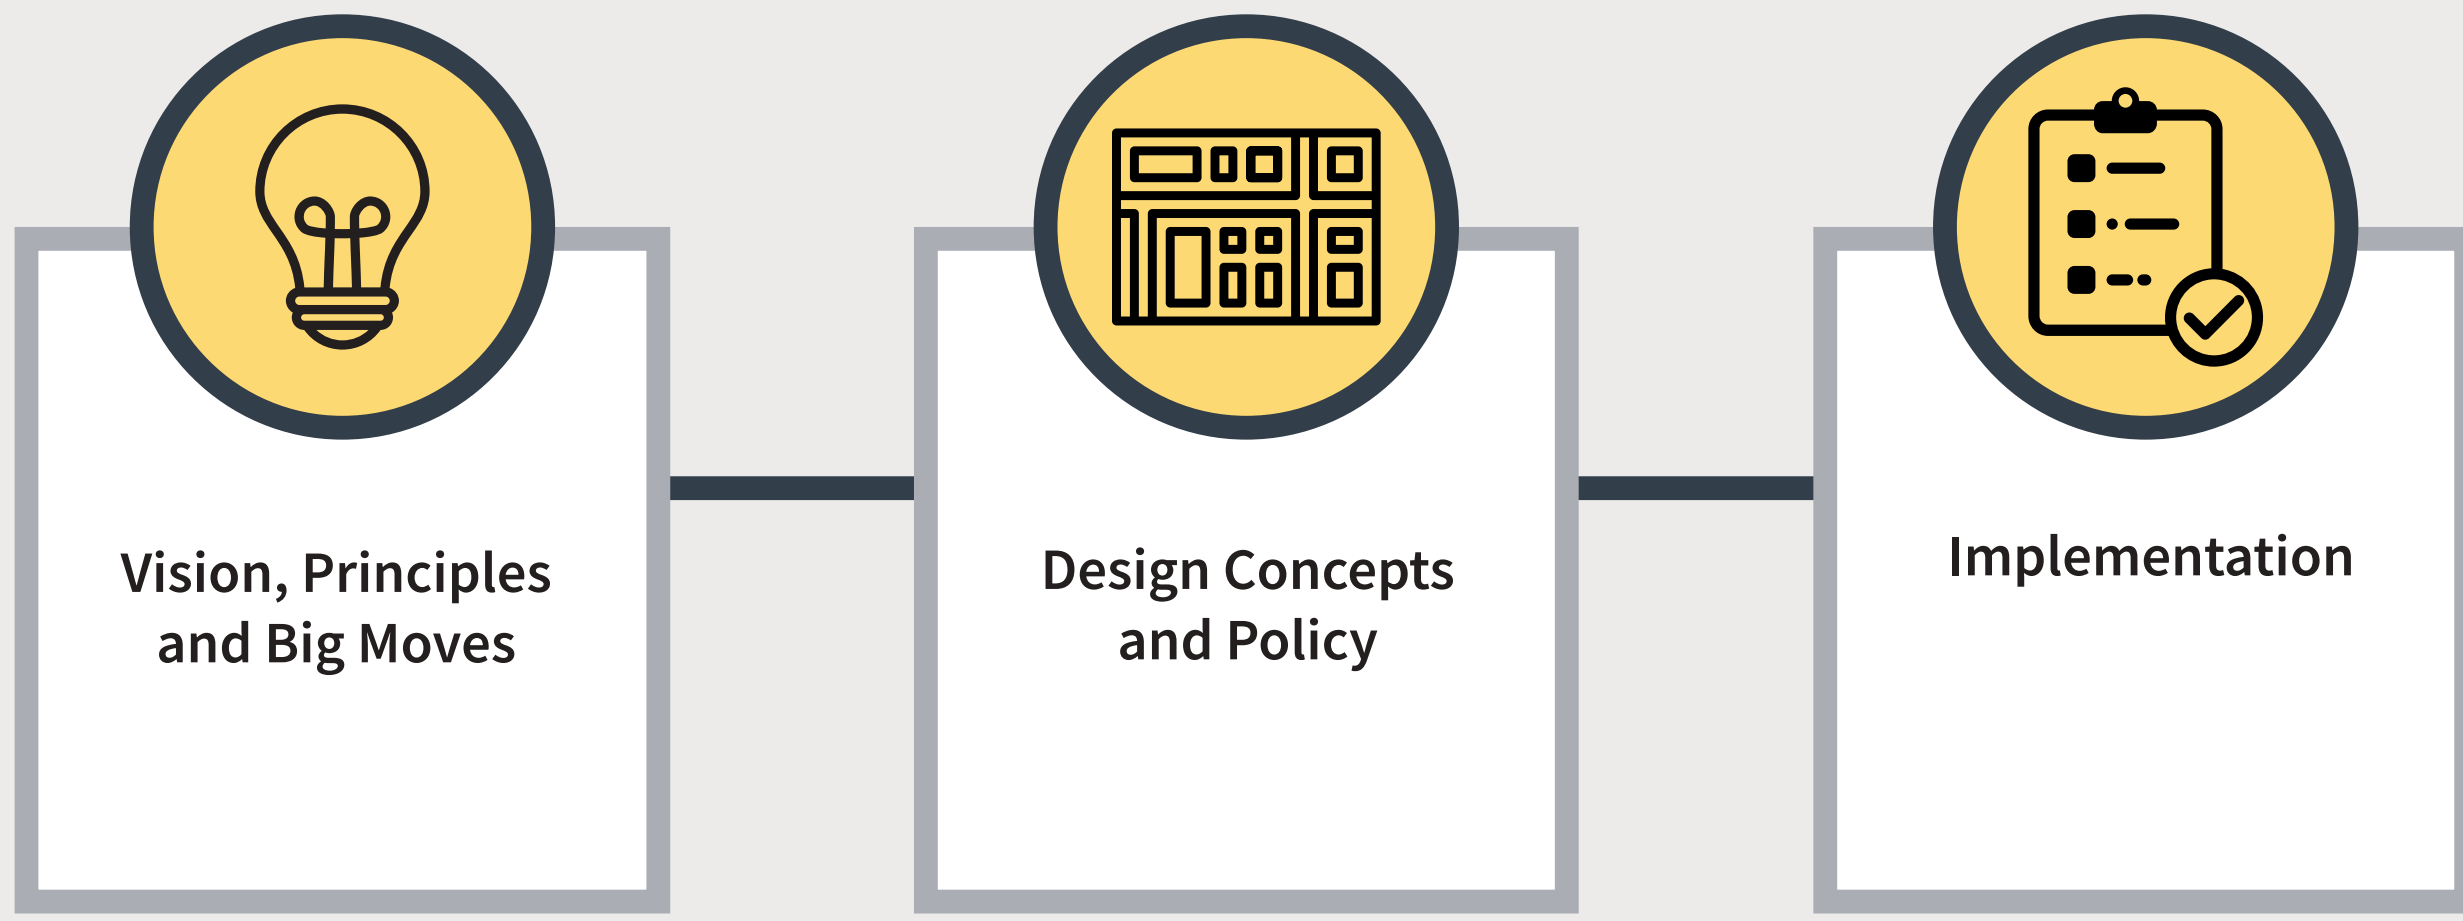 Vision, Principles
and Big Moves
Design Concepts
and Policy
Implementation